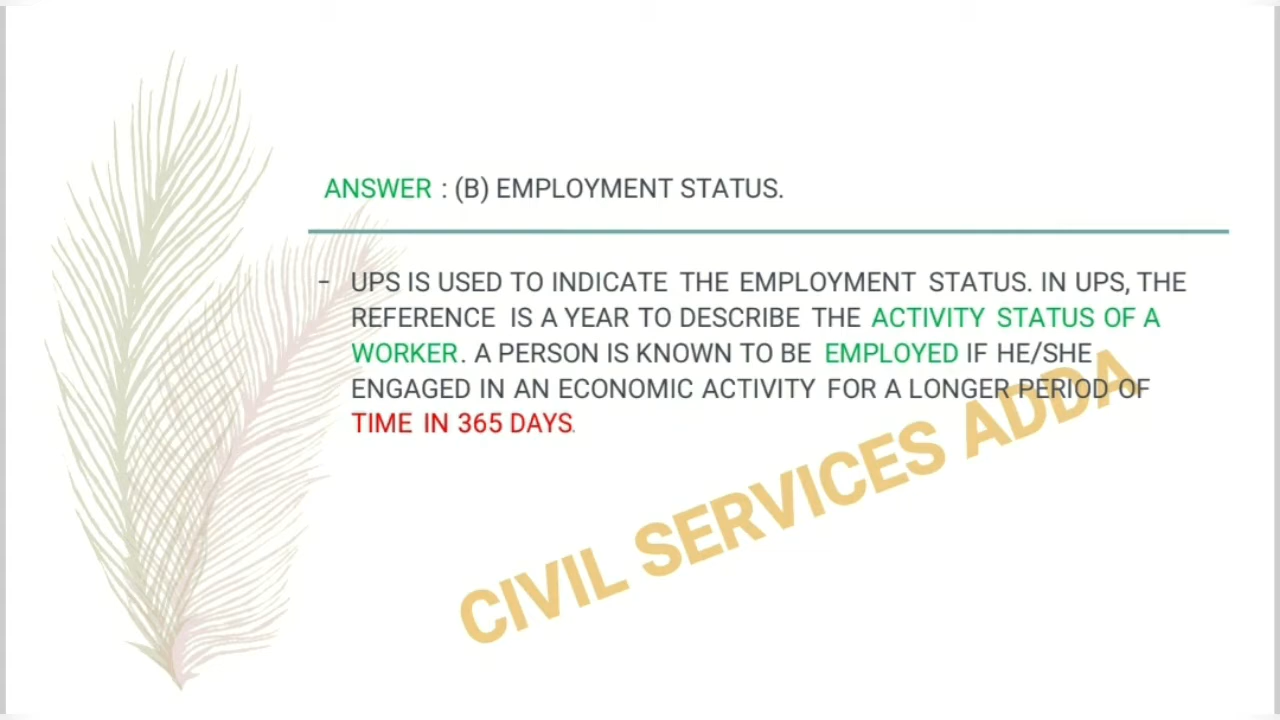 ANSWER : (B) EMPLOYMENT STATUS.
- UPS IS USED TO INDICATE THE EMPLOYMENT STATUS. IN UPS, THE
REFERENCE IS A YEAR TO DESCRIBE THE ACTIVITY STATUS OF A
WORKER. A PERSON IS KNOWN TO BE EMPLOYED IF HE/SHE
ENGAGED IN AN ECONOMIC ACTIVITY FOR A LONGER PERIOD OF
TIME IN 365 DAYS.
CIVIL SERVICES ADDA